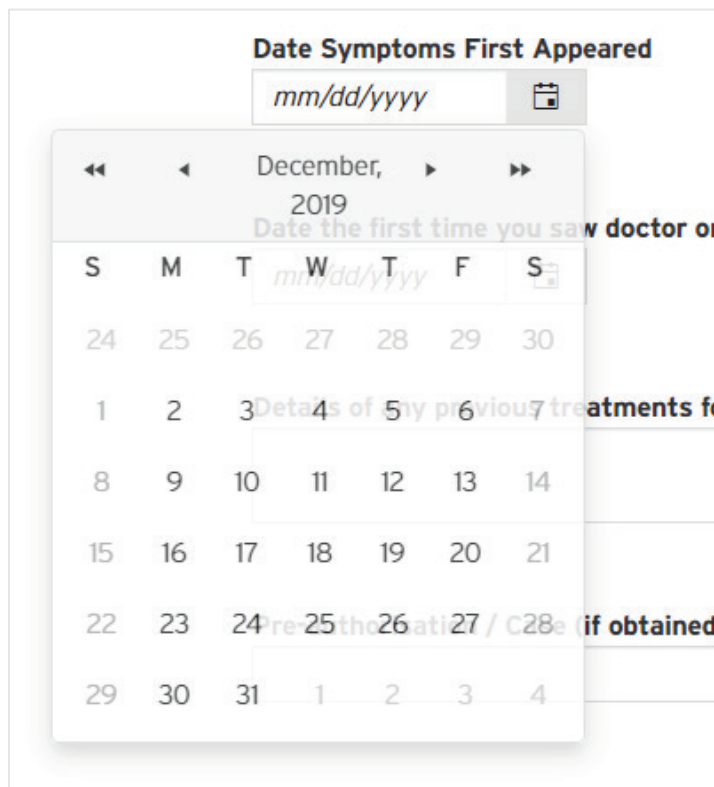 Date Symptoms First Appeared
mm/dd/yyyy
December,
2019
Date the first time you saw doctor or
S M T W T F S
mm/dd/yyyy
24 25 26 27 28 29 30
1 2 3 4 5 6 7
Details of any previous treatments fo
8 9 10 11 12 13 14
15 16 17 18 19 20 21
22 23 24 25 26 27 28
Pre-authorisation / Case (if obtained
29 30 31 1 2 3 4